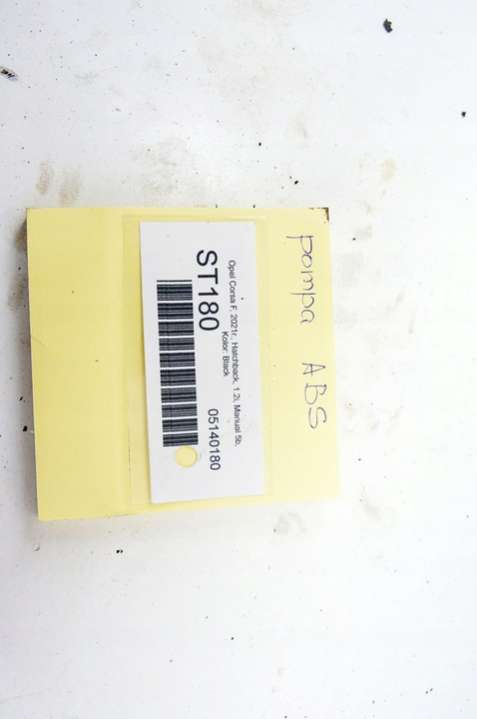 pompa ABS
Opel Corsa F, 2021r., Hatchback, 1.2i, Manual 5b,
Kolor: Black
ST180
05140180